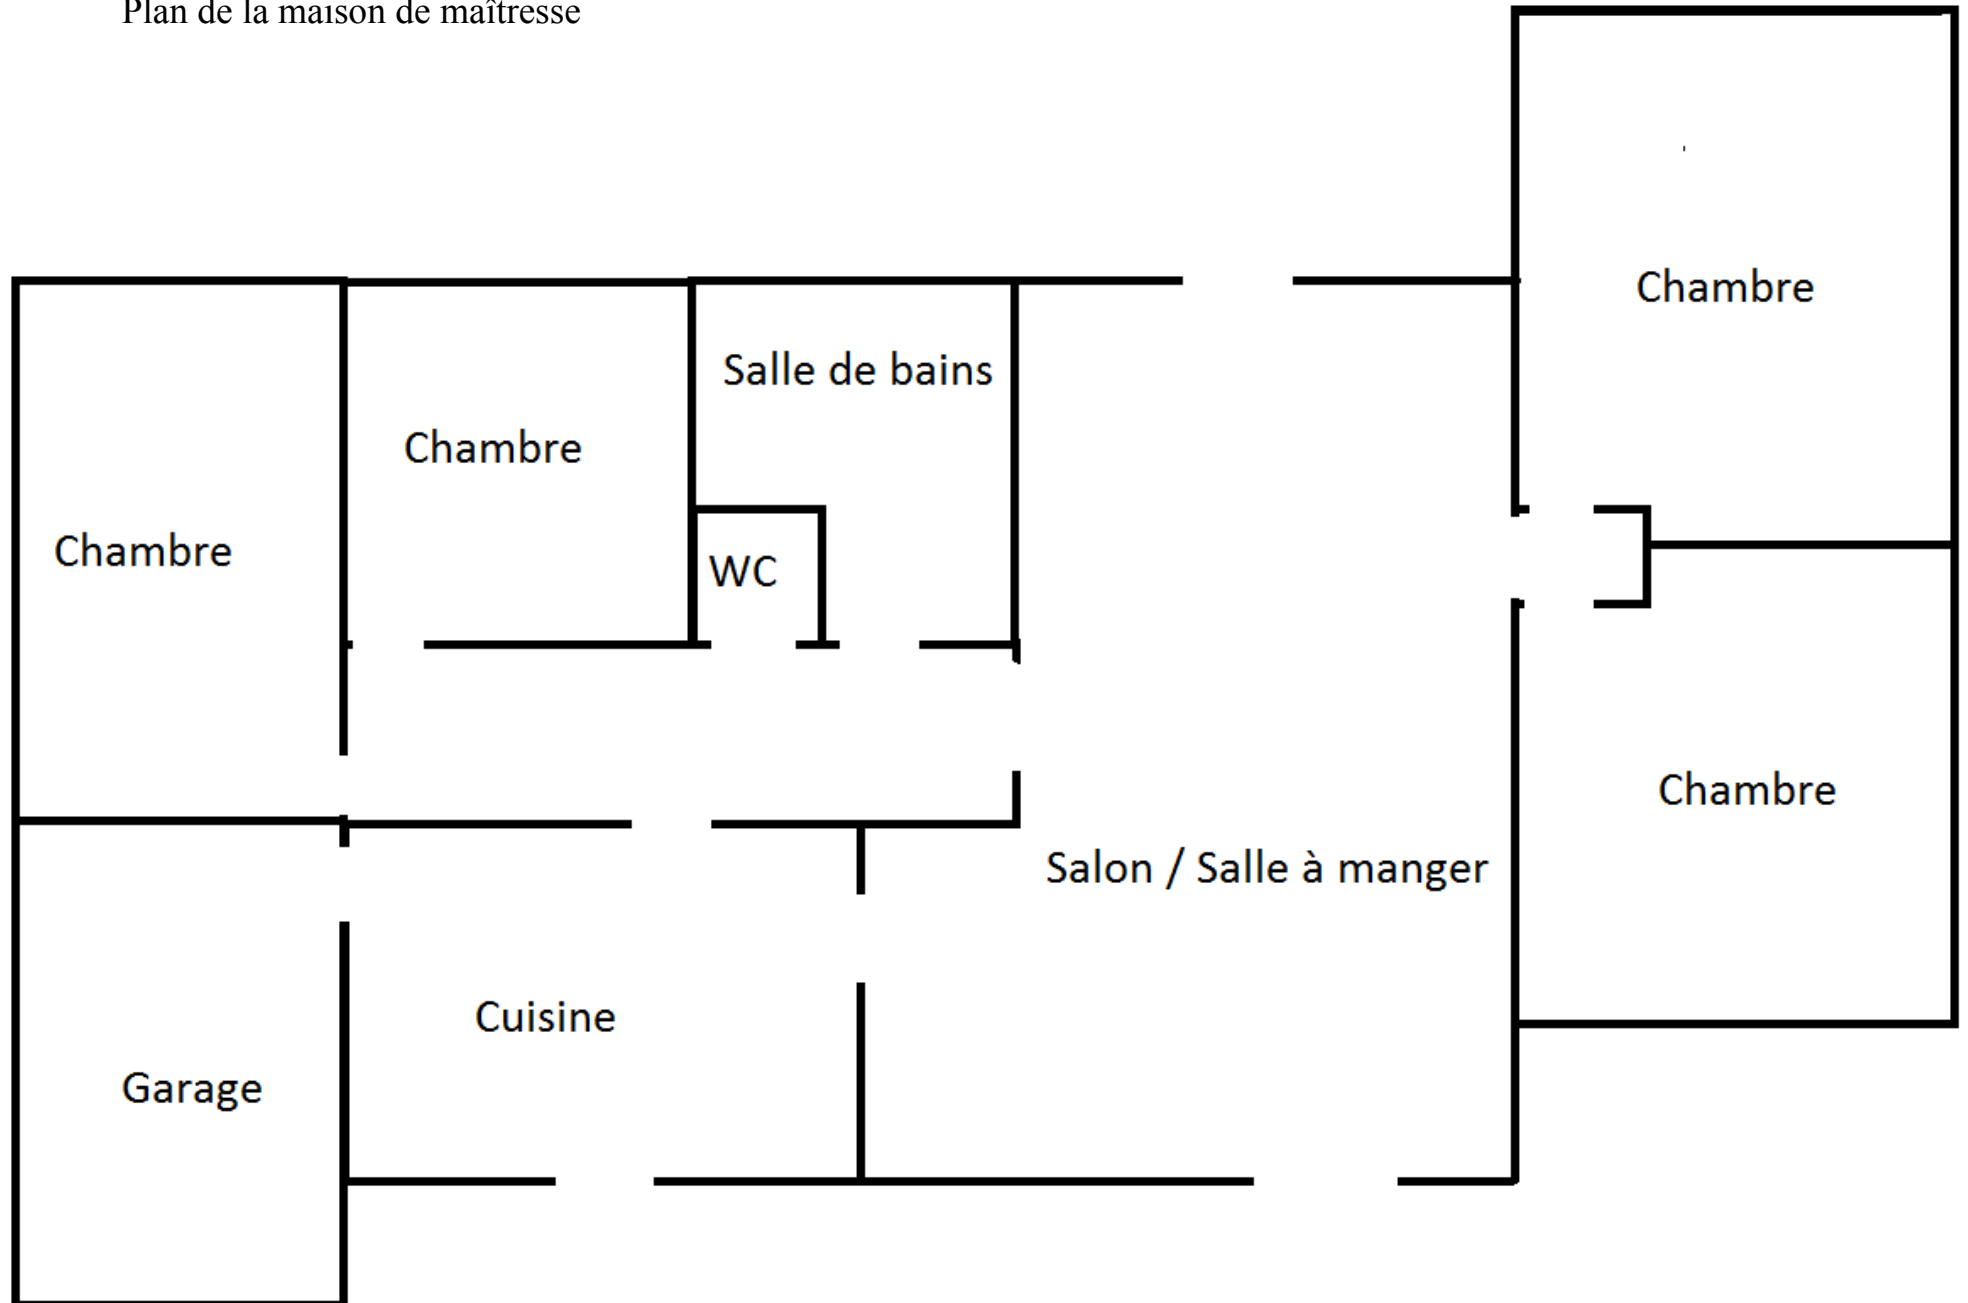 Plan de la maison de maîtresse
Chambre
Salle de bains
Chambre
Chambre
WC
Chambre
Salon / Salle à manger
Cuisine
Garage